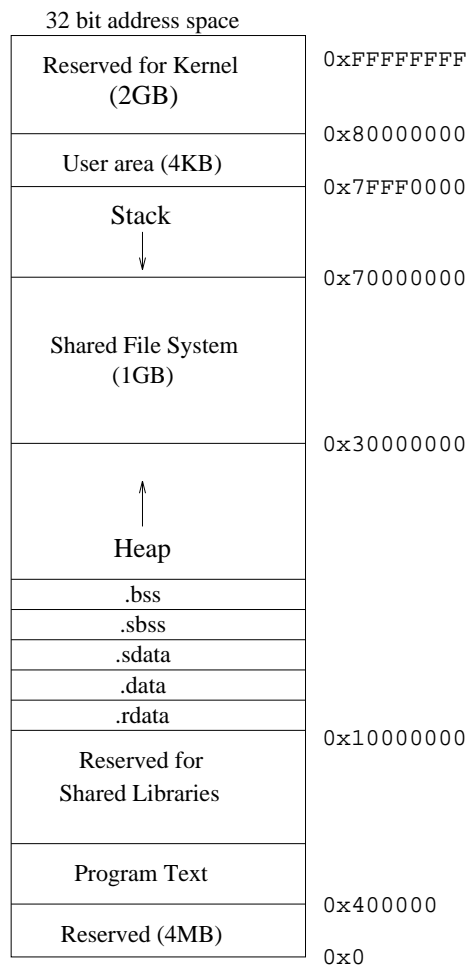 32 bit address space
Reserved for Kernel
(2GB)
0xFFFFFFFF
0x80000000
User area (4KB)
0x7FFF0000
Stack
0x70000000
Shared File System
(1GB)
0x30000000
Heap
.bss
.sbss
.sdata
.data
.rdata
0x10000000
Reserved for
Shared Libraries
Program Text
0x400000
Reserved (4MB)
0x0